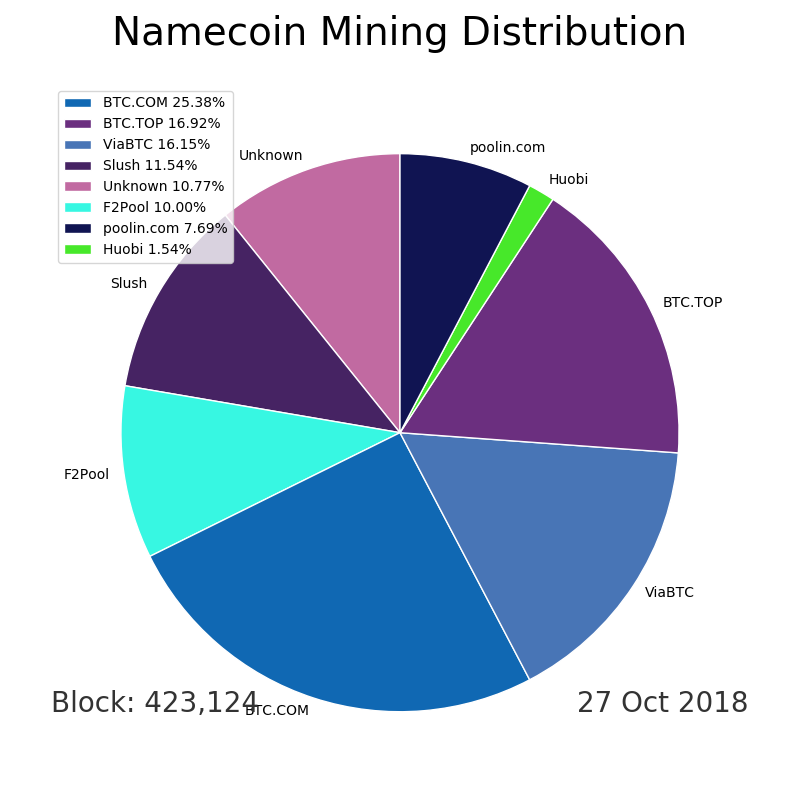 Namecoin Mining Distribution
BTC.COM 25.38%
BTC.TOP 16.92%
ViaBTC 16.15%
Slush 11.54%
Unknown 10.77%
F2Pool 10.00%
poolin.com 7.69%
Huobi 1.54%
Unknown
poolin.com
Huobi
Slush
BTC.TOP
F2Pool
ViaBTC
Block: 423,124
BTC.COM
27 Oct 2018